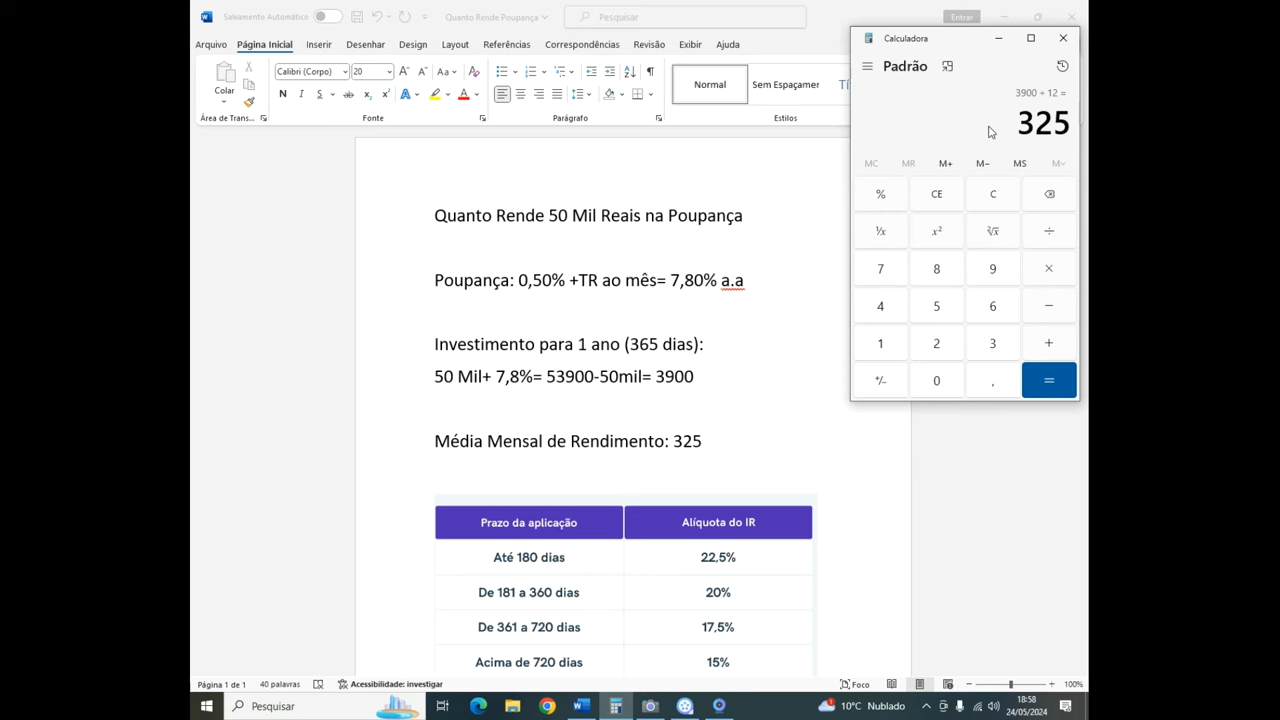 Salvamento Automático
Quanto Rende Poupança
Pesquisar
Entrar
Arquivo
Página Inicial
Inserir
Desenhar
Design
Layout
Referências
Correspondências
Revisão
Exibir
Ajuda
Colar
Calibri (Corpo)
20
Normal
Sem Espaçamen
Área de Trans...
Fonte
Parágrafo
Estilos
Calculadora
Padrão
3900 ÷ 12 =
325
MC MR M+ M− MS M
% CE C
¹/x x² ²√x ÷
7 8 9 ×
4 5 6 −
1 2 3 +
+/− 0 , =
Quanto Rende 50 Mil Reais na Poupança
Poupança: 0,50% +TR ao mês= 7,80% a.a
Investimento para 1 ano (365 dias):
50 Mil+ 7,8%= 53900-50mil= 3900
Média Mensal de Rendimento: 325
Prazo da aplicação Alíquota do IR
Até 180 dias 22,5%
De 181 a 360 dias 20%
De 361 a 720 dias 17,5%
Acima de 720 dias 15%
Página 1 de 1
40 palavras
Acessibilidade: investigar
Foco
100%
Pesquisar
10°C Nublado
18:58
24/05/2024